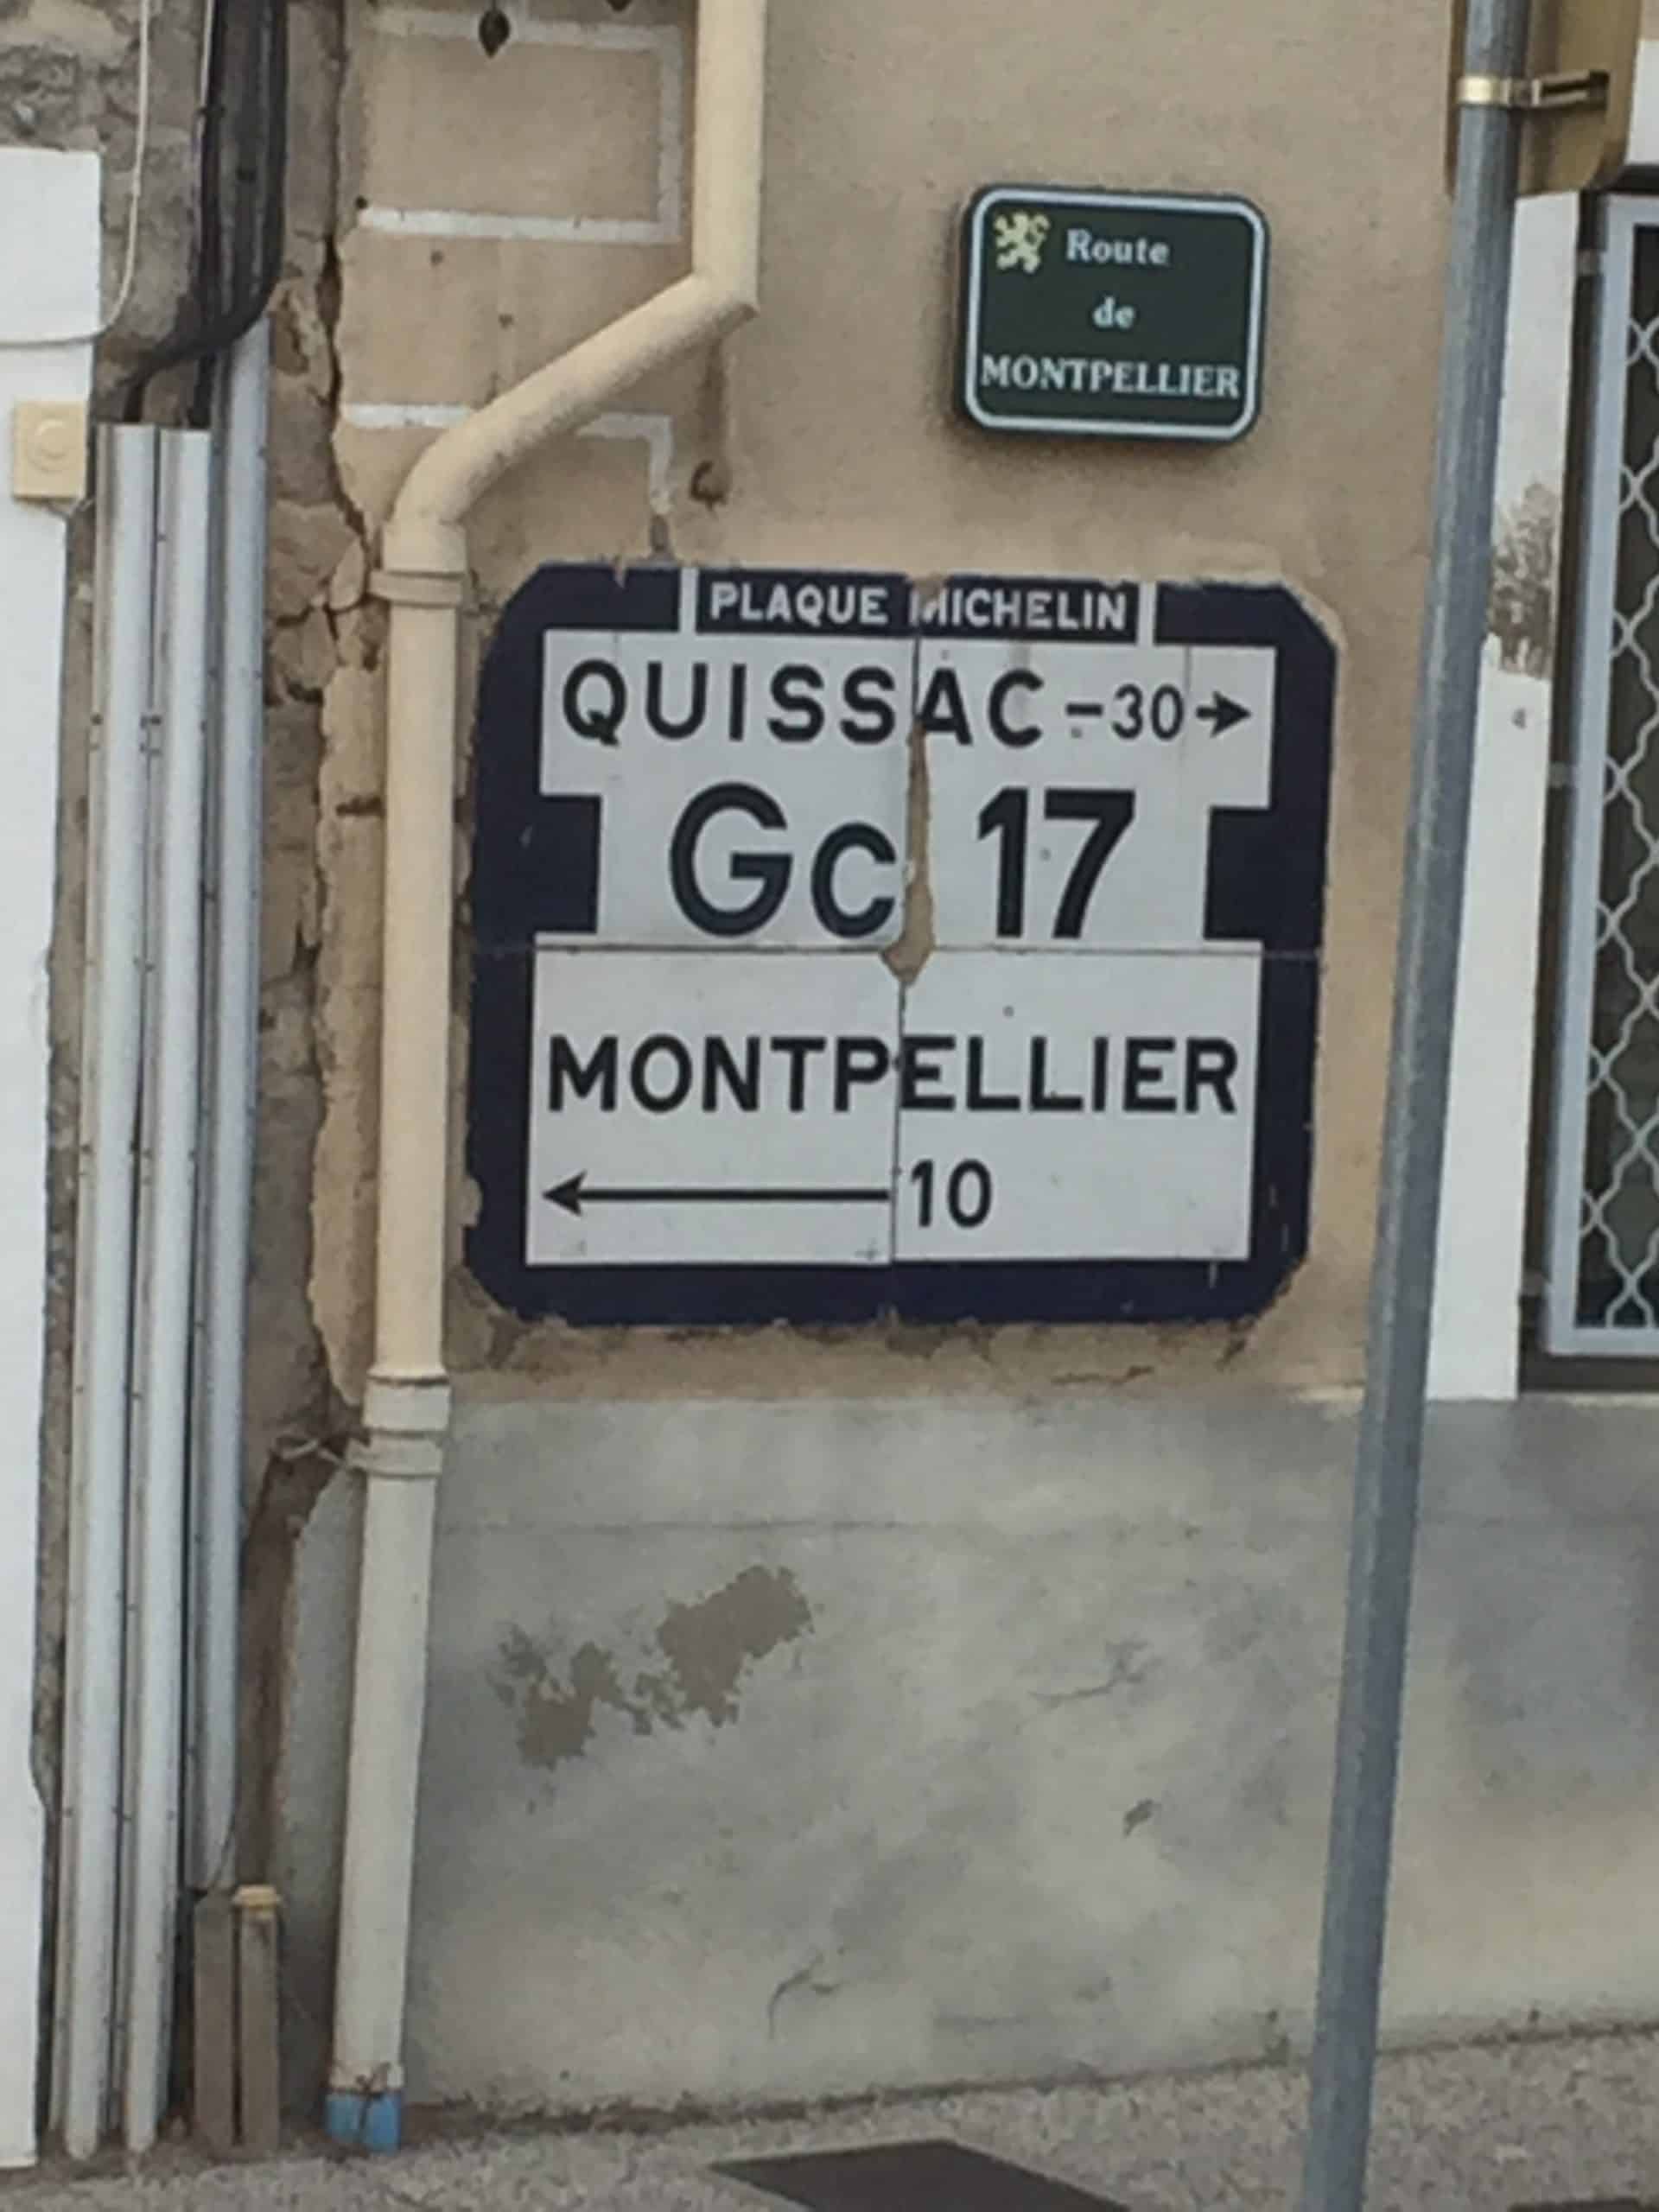 Route
de
MONTPELLIER
PLAQUE MICHELIN
QUISSAC - 30 →
Gc 17
MONTPELLIER
← 10